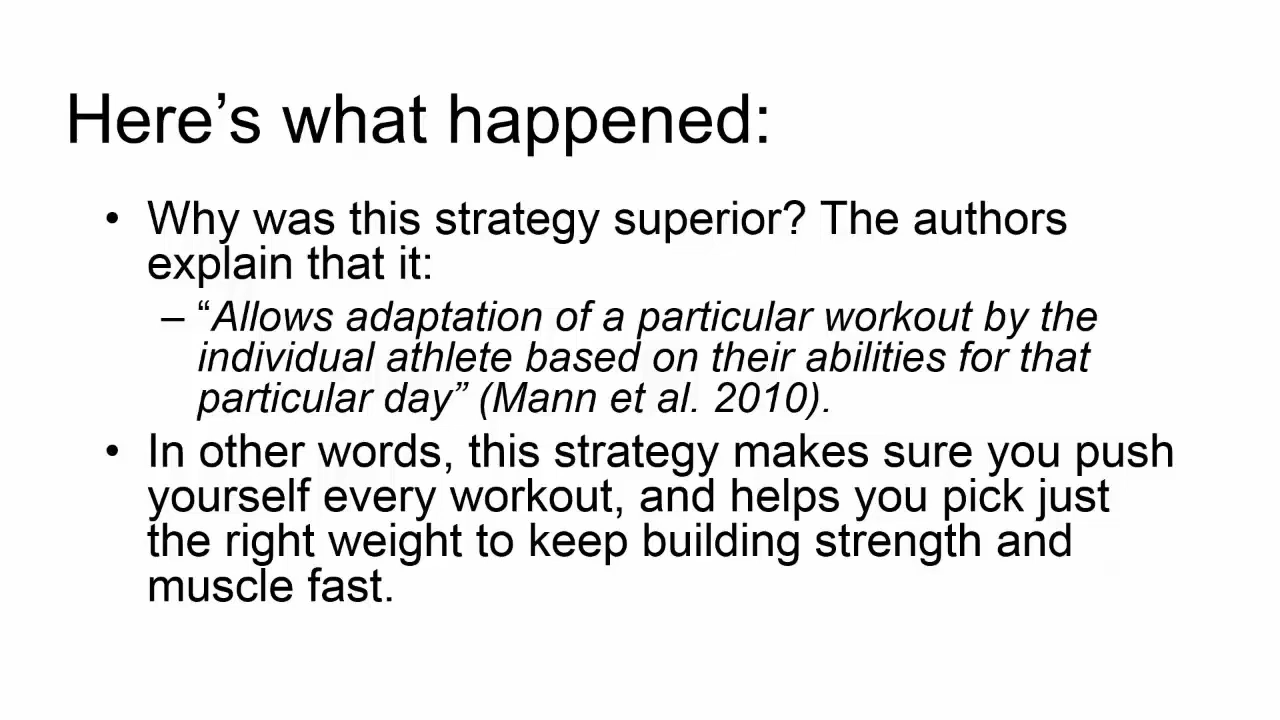 Here’s what happened:
• Why was this strategy superior? The authors
explain that it:
– “Allows adaptation of a particular workout by the
individual athlete based on their abilities for that
particular day” (Mann et al. 2010).
• In other words, this strategy makes sure you push
yourself every workout, and helps you pick just
the right weight to keep building strength and
muscle fast.